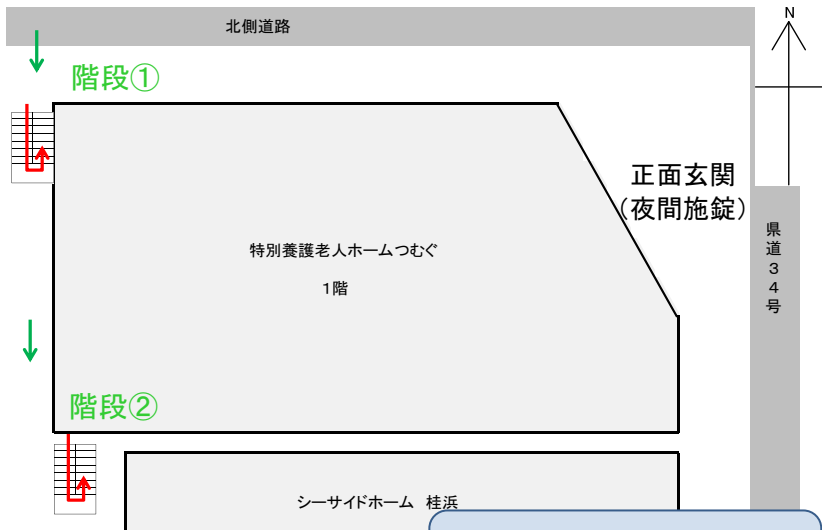 北側道路
N
階段①
正面玄関
（夜間施錠）
県道34号
特別養護老人ホームつむぐ
1階
階段②
シーサイドホーム 桂浜